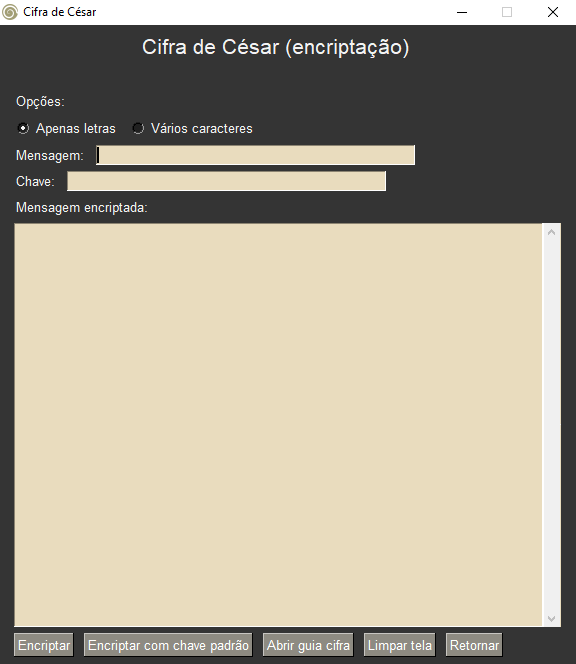 Cifra de César
Cifra de César (encriptação)
Opções:
Apenas letras Vários caracteres
Mensagem:
Chave:
Mensagem encriptada:
Encriptar Encriptar com chave padrão Abrir guia cifra Limpar tela Retornar